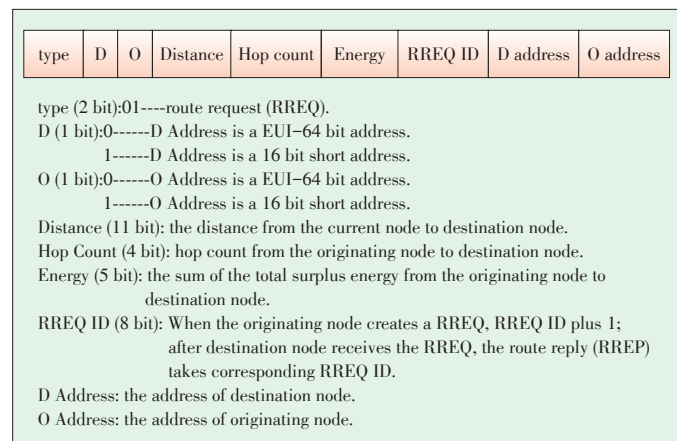 type D O Distance Hop count Energy RREQ ID D address O address
type (2 bit):01----route request (RREQ).
D (1 bit):0------D Address is a EUI-64 bit address.
1------D Address is a 16 bit short address.
O (1 bit):0------O Address is a EUI-64 bit address.
1------O Address is a 16 bit short address.
Distance (11 bit): the distance from the current node to destination node.
Hop Count (4 bit): hop count from the originating node to destination node.
Energy (5 bit): the sum of the total surplus energy from the originating node to
destination node.
RREQ ID (8 bit): When the originating node creates a RREQ, RREQ ID plus 1;
after destination node receives the RREQ, the route reply (RREP)
takes corresponding RREQ ID.
D Address: the address of destination node.
O Address: the address of originating node.